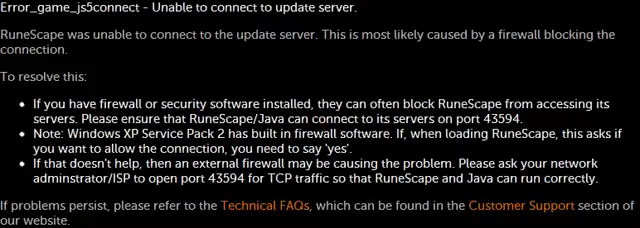 Error_game_js5connect - Unable to connect to update server.
RuneScape was unable to connect to the update server. This is most likely caused by a firewall blocking the
connection.
To resolve this:
• If you have firewall or security software installed, they can often block RuneScape from accessing its
servers. Please ensure that RuneScape/Java can connect to its servers on port 43594.
• Note: Windows XP Service Pack 2 has built in firewall software. If, when loading RuneScape, this asks if
you want to allow the connection, you need to say 'yes'.
• If that doesn't help, then an external firewall may be causing the problem. Please ask your network
adminstrator/ISP to open port 43594 for TCP traffic so that RuneScape and Java can run correctly.
If problems persist, please refer to the Technical FAQs, which can be found in the Customer Support section of
our website.